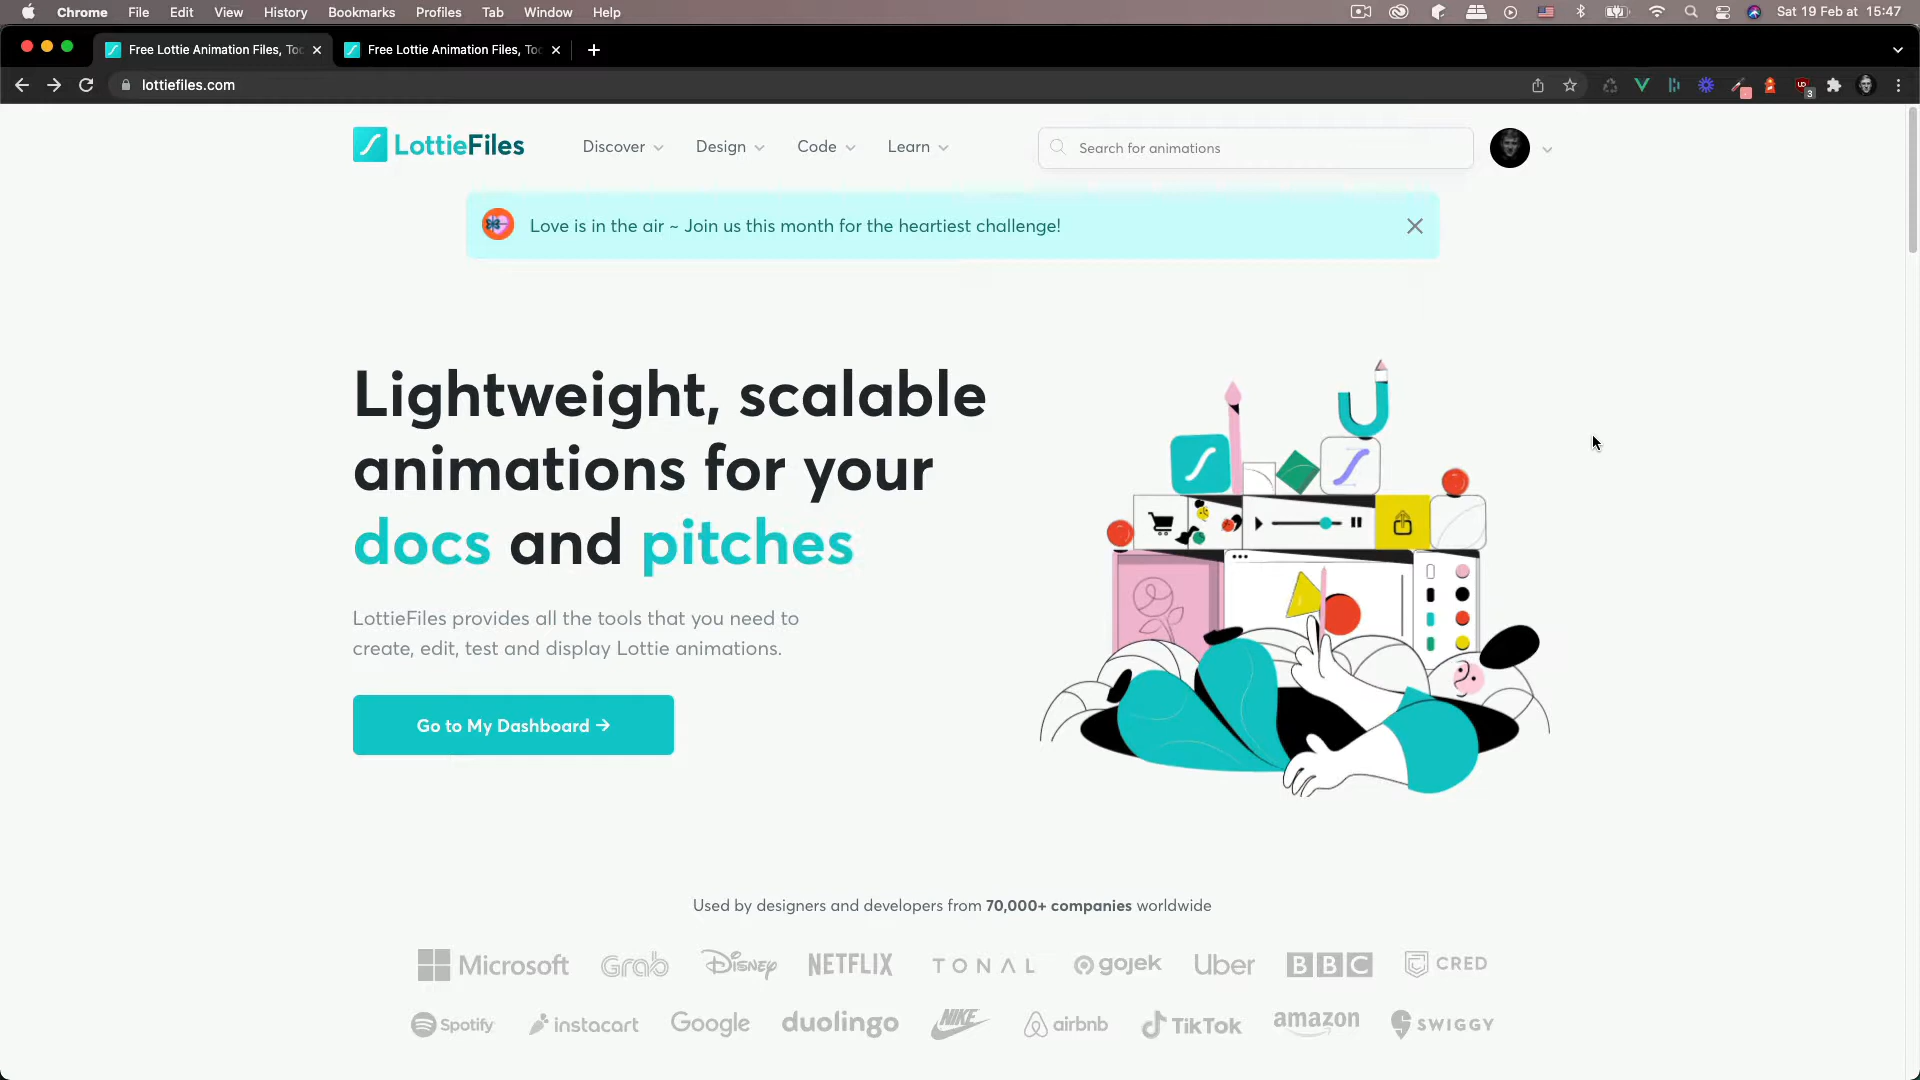 Chrome File Edit View History Bookmarks Profiles Tab Window Help Sat 19 Feb at 15:47
Free Lottie Animation Files, Too Free Lottie Animation Files, Too
lottiefiles.com
3
LottieFiles Discover Design Code Learn Search for animations
Love is in the air ~ Join us this month for the heartiest challenge!
Lightweight, scalable
animations for your
docs and pitches
LottieFiles provides all the tools that you need to
create, edit, test and display Lottie animations.
Go to My Dashboard →
Used by designers and developers from 70,000+ companies worldwide
Microsoft Grab Disney NETFLIX TONAL gojek Uber BBC CRED
Spotify instacart Google duolingo NIKE airbnb TikTok amazon SWIGGY